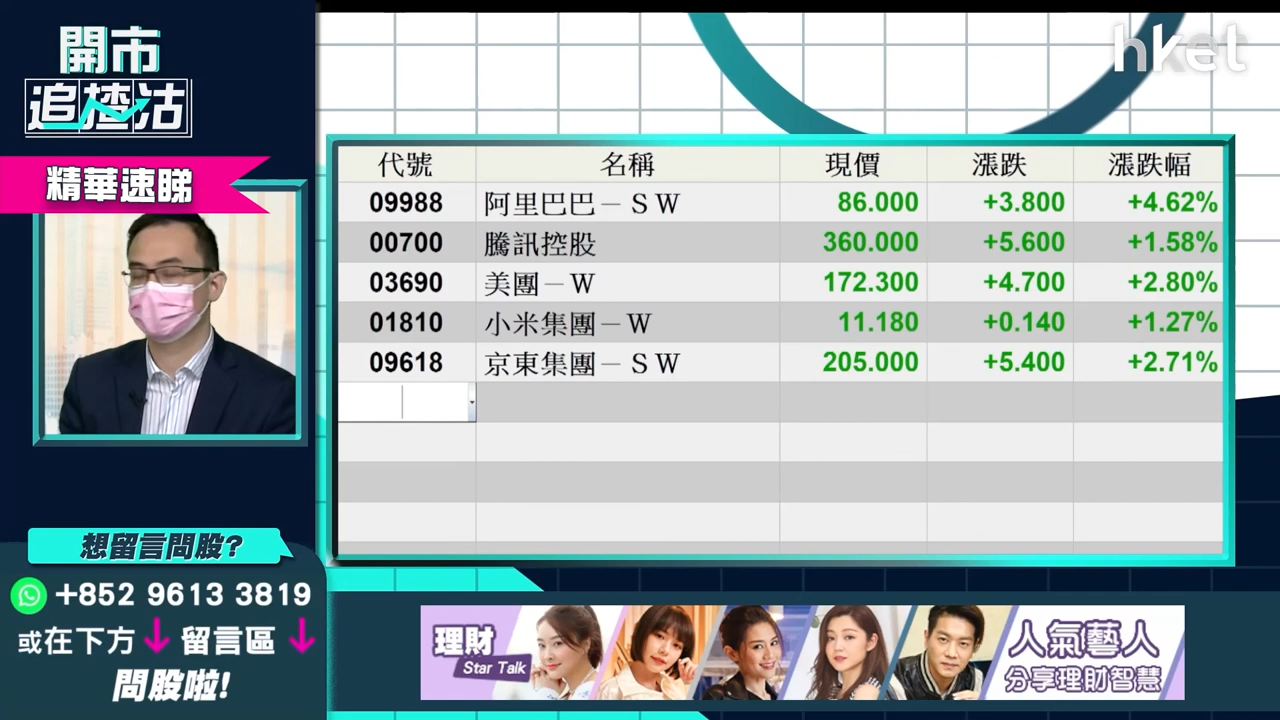 開市
追揸沽
精華速睇
hket
代號 名稱 現價 漲跌 漲跌幅
09988 阿里巴巴－ＳＷ 86.000 +3.800 +4.62%
00700 騰訊控股 360.000 +5.600 +1.58%
03690 美團－W 172.300 +4.700 +2.80%
01810 小米集團－W 11.180 +0.140 +1.27%
09618 京東集團－ＳＷ 205.000 +5.400 +2.71%
想留言問股?
+852 9613 3819
或在下方↓留言區↓
問股啦!
理財
Star Talk
人氣藝人
分享理財智慧